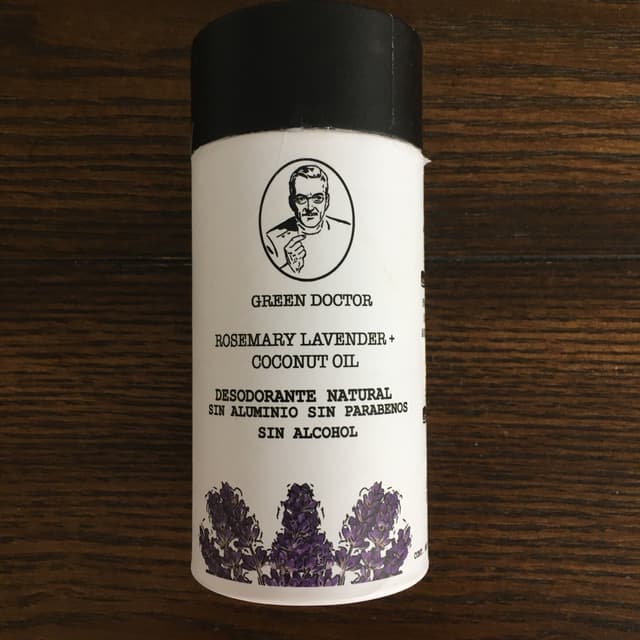 GREEN DOCTOR
ROSEMARY LAVENDER +
COCONUT OIL
DESODORANTE NATURAL
SIN ALUMINIO SIN PARABENOS
SIN ALCOHOL